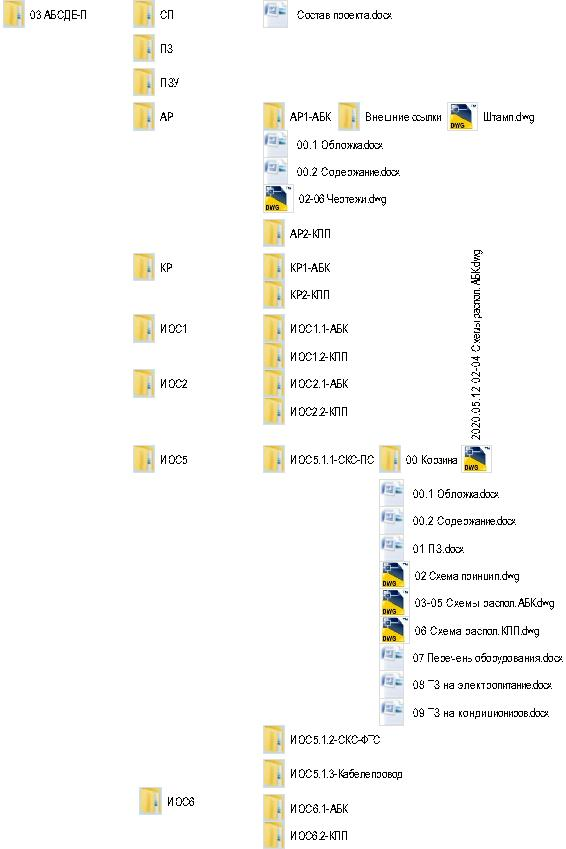 03 АБСДЕ-П СП Состав проекта.docx
ПЗ
ПЗУ
АР АР1-АБК Внешние ссылки Штамп.dwg
00.1 Обложка.docx
00.2 Содержание.docx
02-06 Чертежи.dwg
АР2-КПП
КР КР1-АБК
КР2-КПП
ИОС1 ИОС1.1-АБК
ИОС1.2-КПП
ИОС2 ИОС2.1-АБК
ИОС2.2-КПП
2020.05.12 02-04 Схемы распол. АБК.dwg
ИОС5 ИОС5.1.1-СКС-ПС 00 Корзина
00.1 Обложка.docx
00.2 Содержание.docx
01 ПЗ.docx
02 Схема принцип.dwg
03-05 Схемы распол. АБК.dwg
06 Схема распол. КПП.dwg
07 Перечень оборудования.docx
08 ТЗ на электропитание.docx
09 ТЗ на кондициониров.docx
ИОС5.1.2-СКС-ФТС
ИОС5.1.3-Кабелепровод
ИОС6 ИОС6.1-АБК
ИОС6.2-КПП